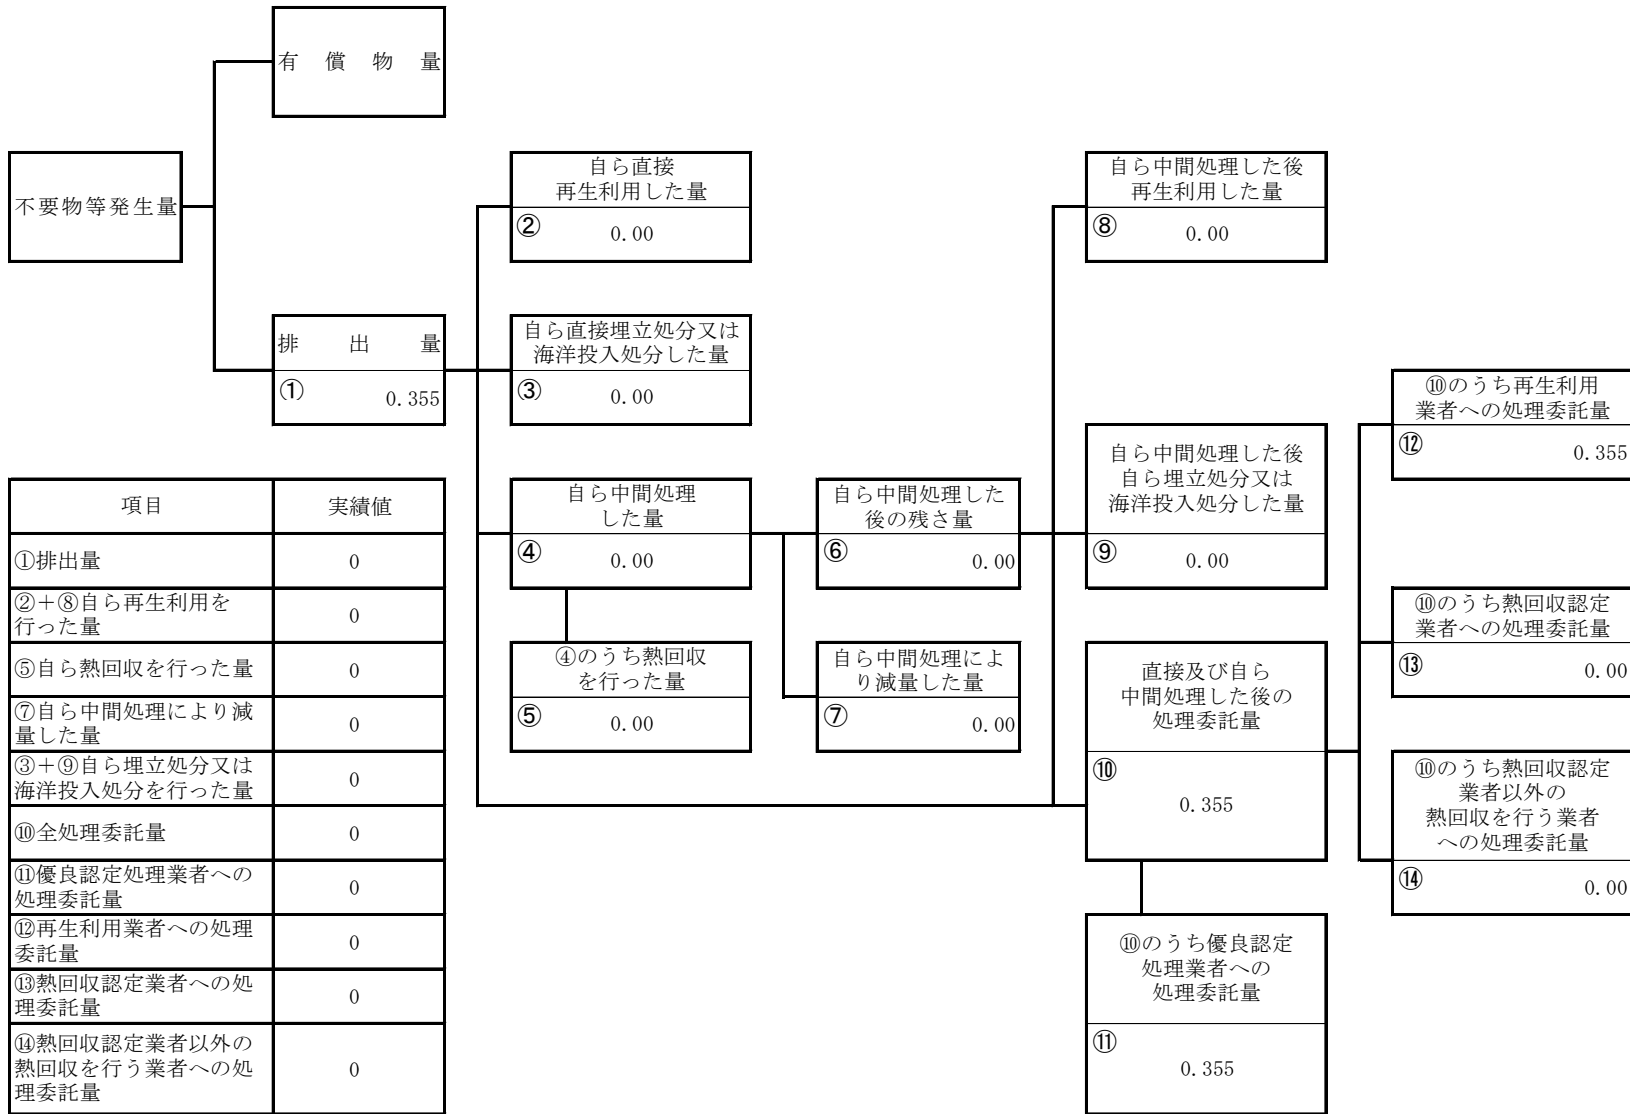 有償物量
不要物等発生量
排出量
① 0.355
自ら直接
再生利用した量
② 0.00
自ら直接埋立処分又は
海洋投入処分した量
③ 0.00
自ら中間処理
した量
④ 0.00
④のうち熱回収
を行った量
⑤ 0.00
自ら中間処理した
後の残さ量
⑥ 0.00
自ら中間処理によ
り減量した量
⑦ 0.00
自ら中間処理した後
再生利用した量
⑧ 0.00
自ら中間処理した後
自ら埋立処分又は
海洋投入処分した量
⑨ 0.00
直接及び自ら
中間処理した後の
処理委託量
⑩
0.355
⑩のうち優良認定
処理業者への
処理委託量
⑪
0.355
⑩のうち再生利用
業者への処理委託量
⑫ 0.355
⑩のうち熱回収認定
業者への処理委託量
⑬ 0.00
⑩のうち熱回収認定
業者以外の
熱回収を行う業者
への処理委託量
⑭ 0.00
項目 実績値
①排出量 0
②+⑧自ら再生利用を
行った量 0
⑤自ら熱回収を行った量 0
⑦自ら中間処理により減
量した量 0
③+⑨自ら埋立処分又は
海洋投入処分を行った量 0
⑩全処理委託量 0
⑪優良認定処理業者への
処理委託量 0
⑫再生利用業者への処理
委託量 0
⑬熱回収認定業者への処
理委託量 0
⑭熱回収認定業者以外の
熱回収を行う業者への処 0
理委託量